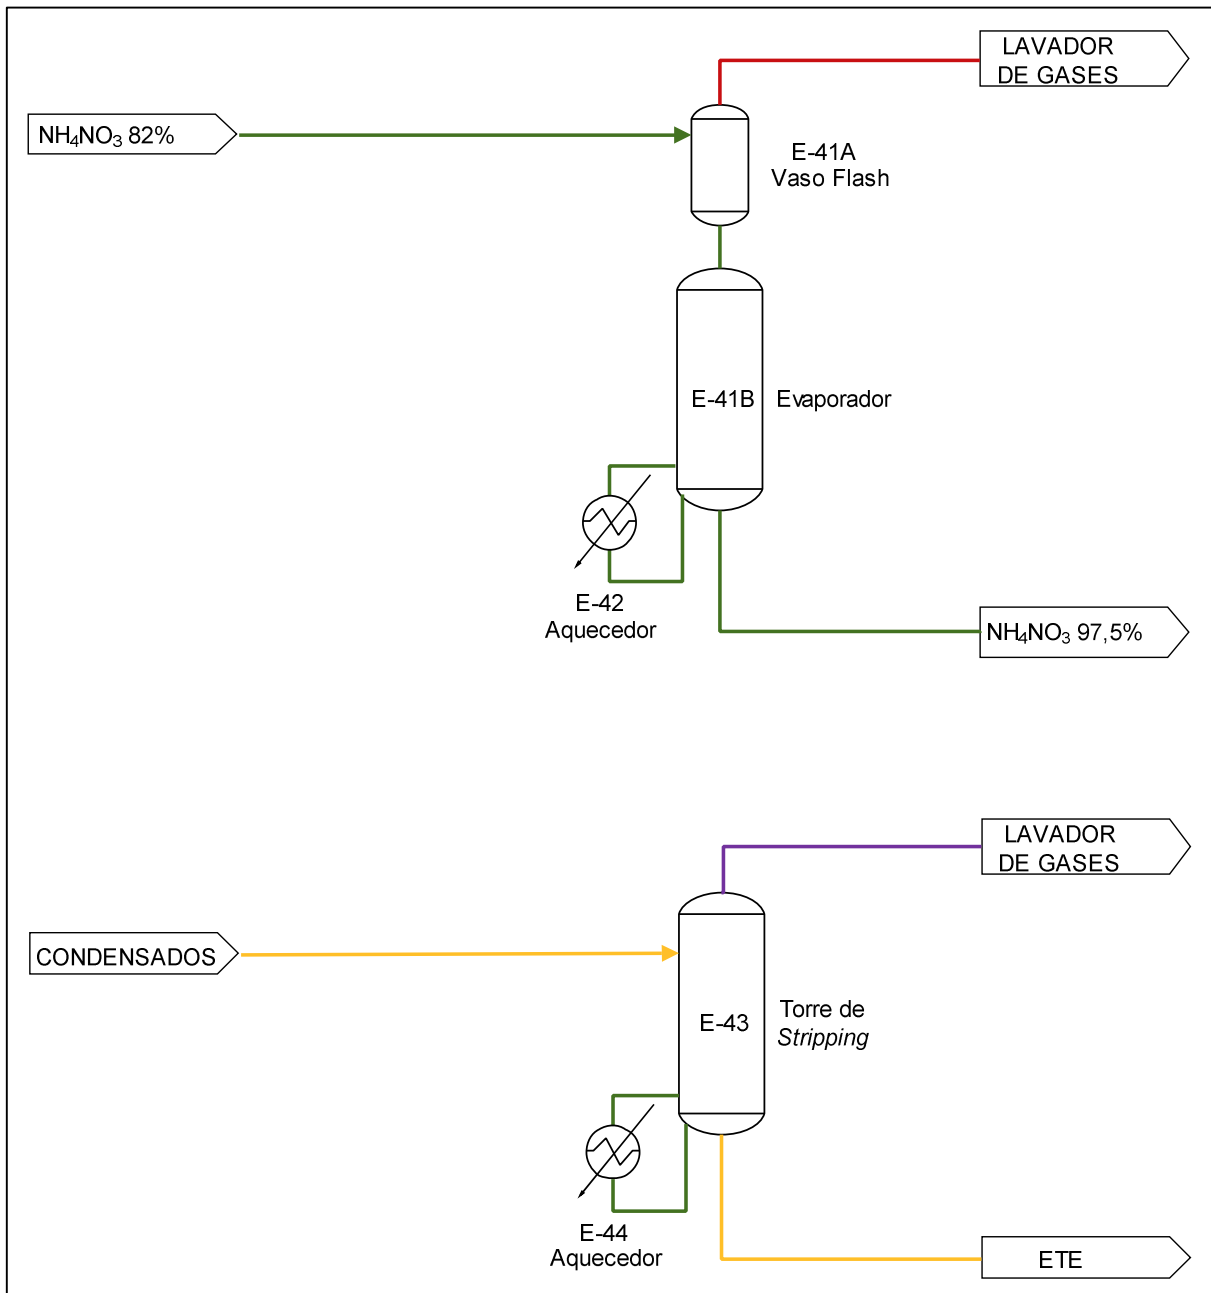 LAVADOR
DE GASES
NH₄NO₃ 82%
E-41A
Vaso Flash
E-41B
Evaporador
E-42
Aquecedor
NH₄NO₃ 97,5%
LAVADOR
DE GASES
CONDENSADOS
E-43
Torre de
Stripping
E-44
Aquecedor
ETE